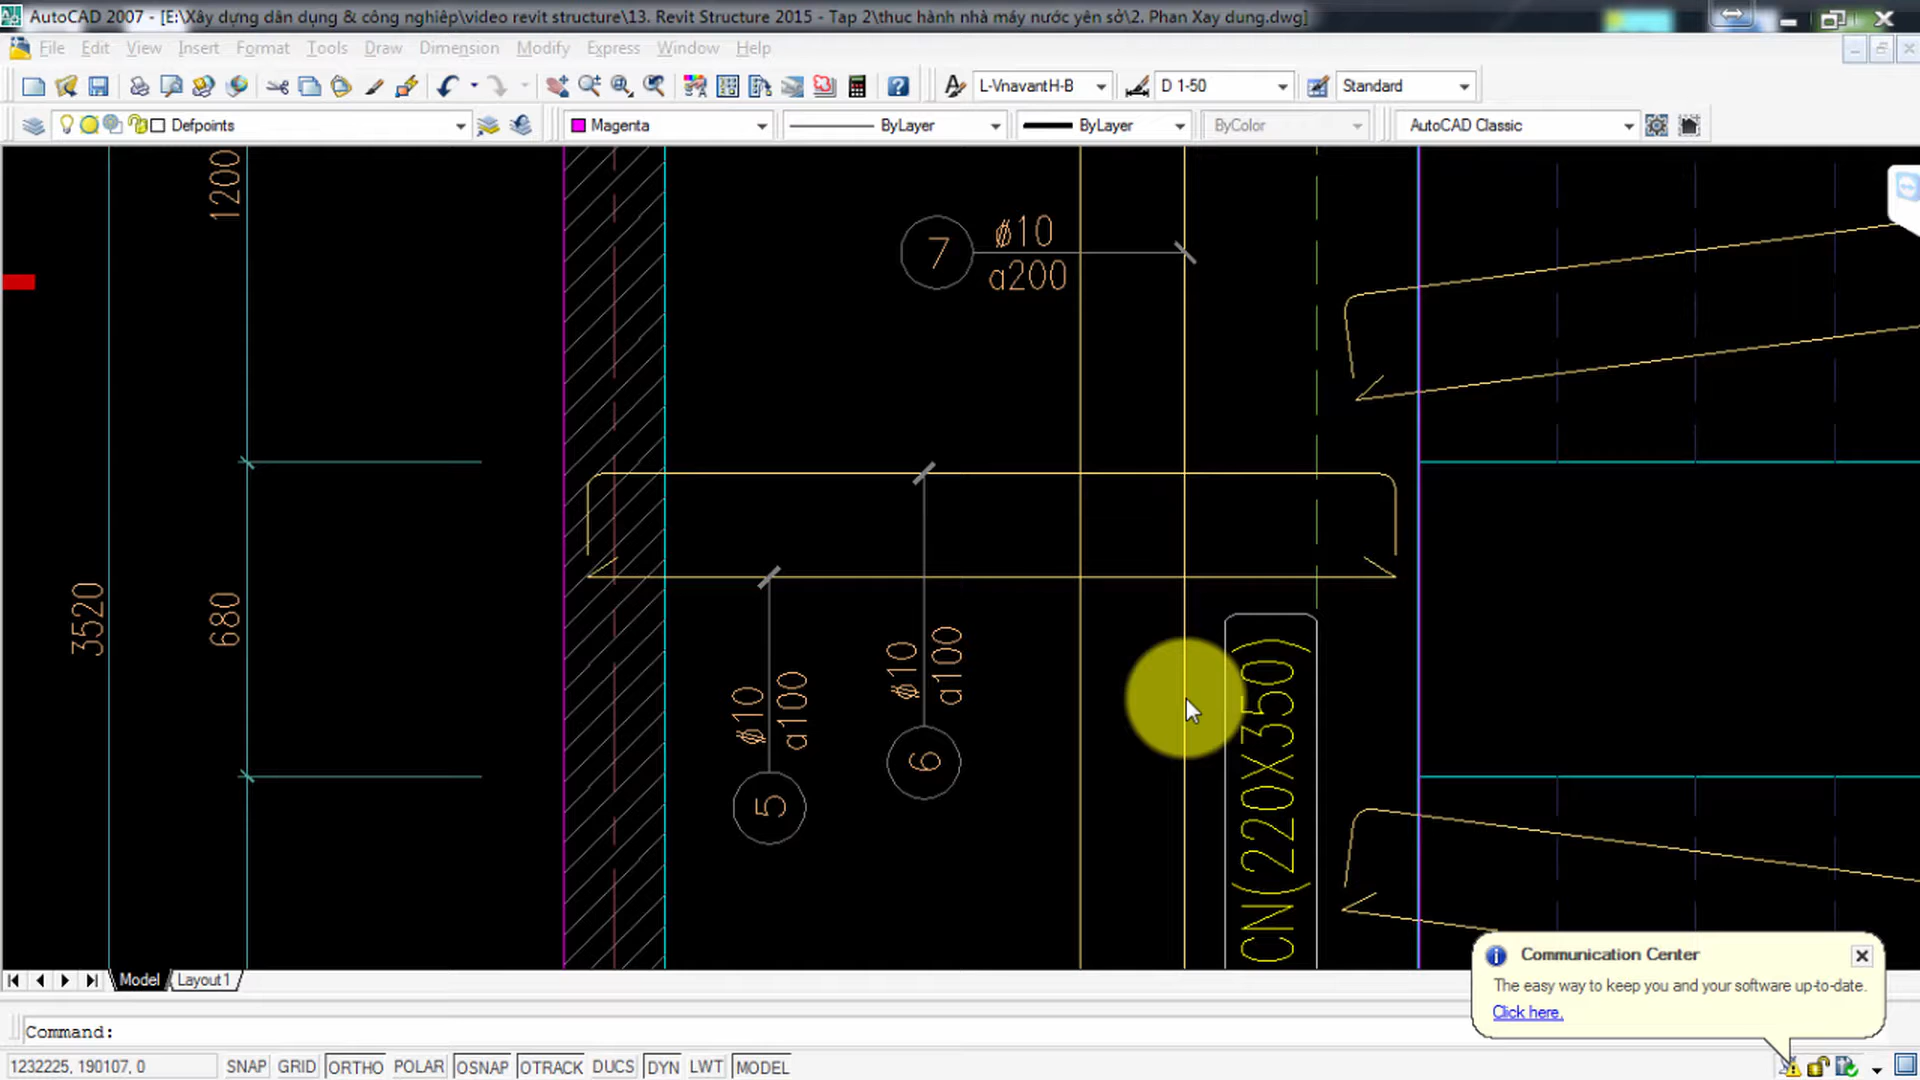 AutoCAD 2007 - [E:\Xây dựng dân dụng & công nghiêp\video revit structure\13. Revit Structure 2015 - Tap 2\thuc hành nhà máy nước yên sở\2. Phan Xay dung.dwg]
File Edit View Insert Format Tools Draw Dimension Modify Express Window Help
L-VnavantH-B D 1-50 Standard
Defpoints Magenta ByLayer ByLayer ByColor AutoCAD Classic
1200
7 ø10
a200
3520
680
ø10
a100
5
ø10
a100
6
CN(220X350)
Model Layout1
Communication Center
The easy way to keep you and your software up-to-date.
Click here.
Command:
1232225, 190107, 0 SNAP GRID ORTHO POLAR OSNAP OTRACK DUCS DYN LWT MODEL